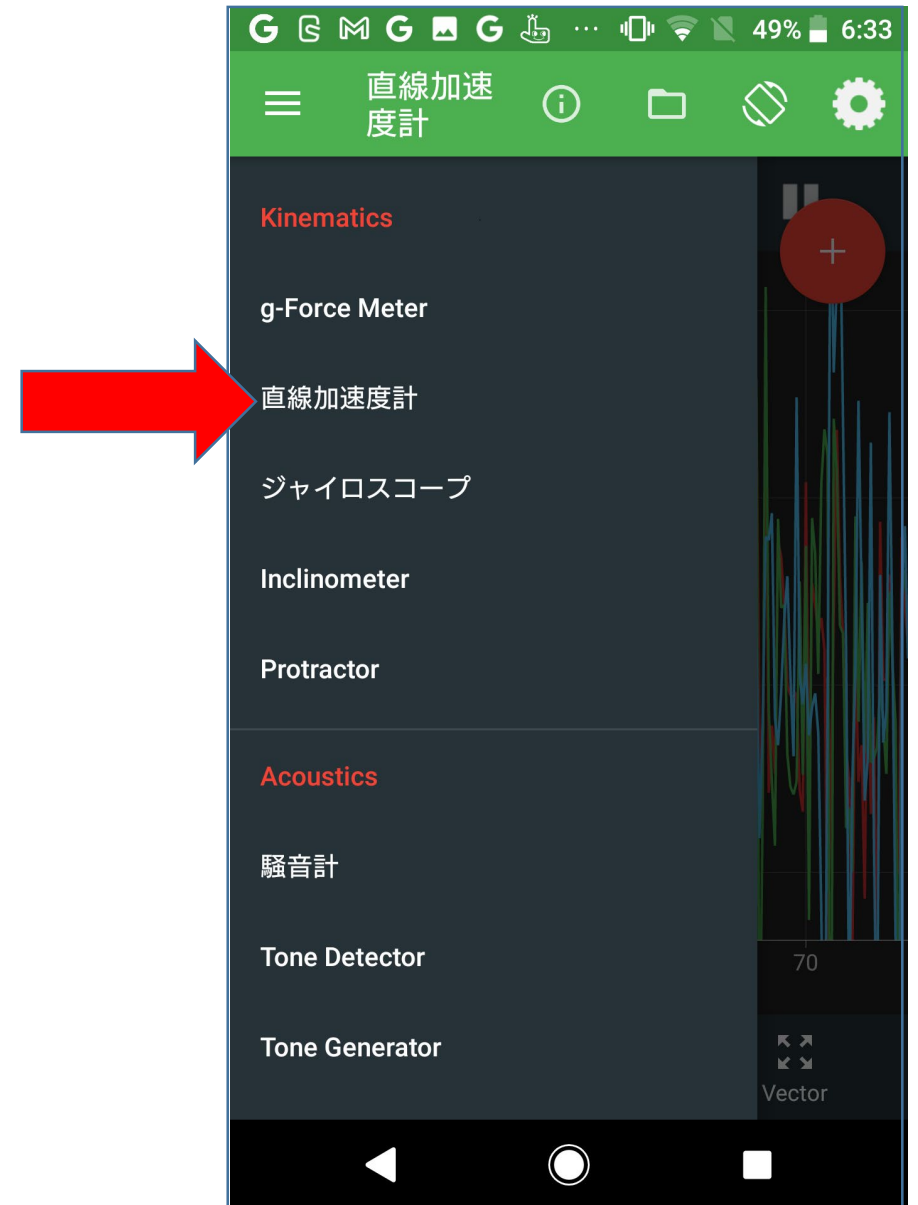 49% 6:33
直線加速
度計
Kinematics
g-Force Meter
直線加速度計
ジャイロスコープ
Inclinometer
Protractor
Acoustics
騒音計
Tone Detector
Tone Generator
70
Vector